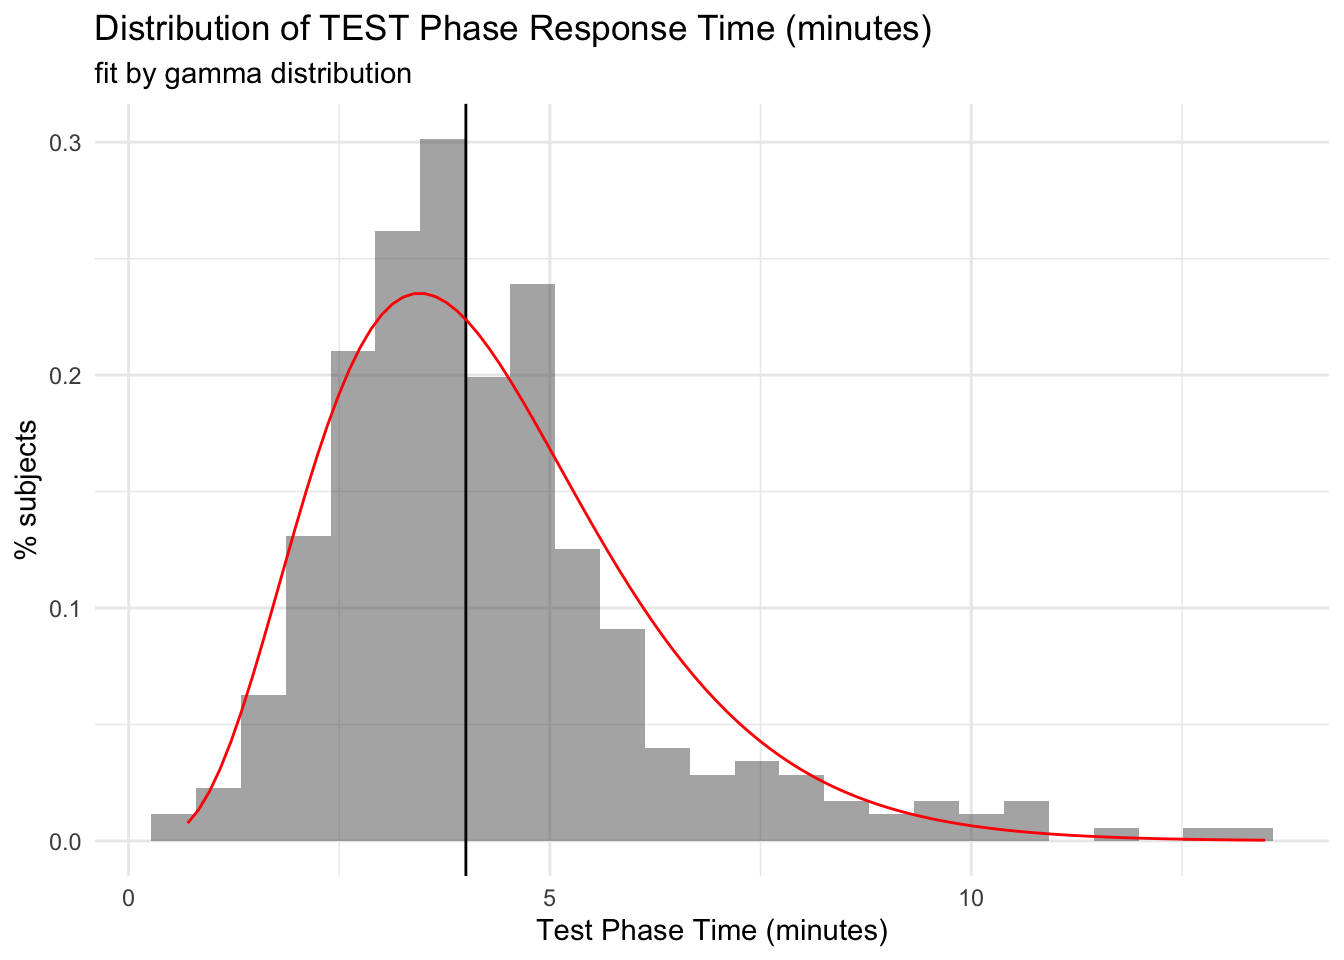 Distribution of TEST Phase Response Time (minutes)
fit by gamma distribution
0.3
0.2
0.1
0.0
% subjects
0
5
10
Test Phase Time (minutes)